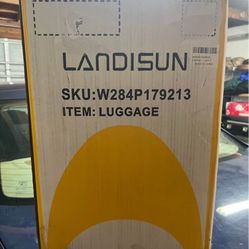 LANDISUN
SKU:W284P179213
ITEM: LUGGAGE